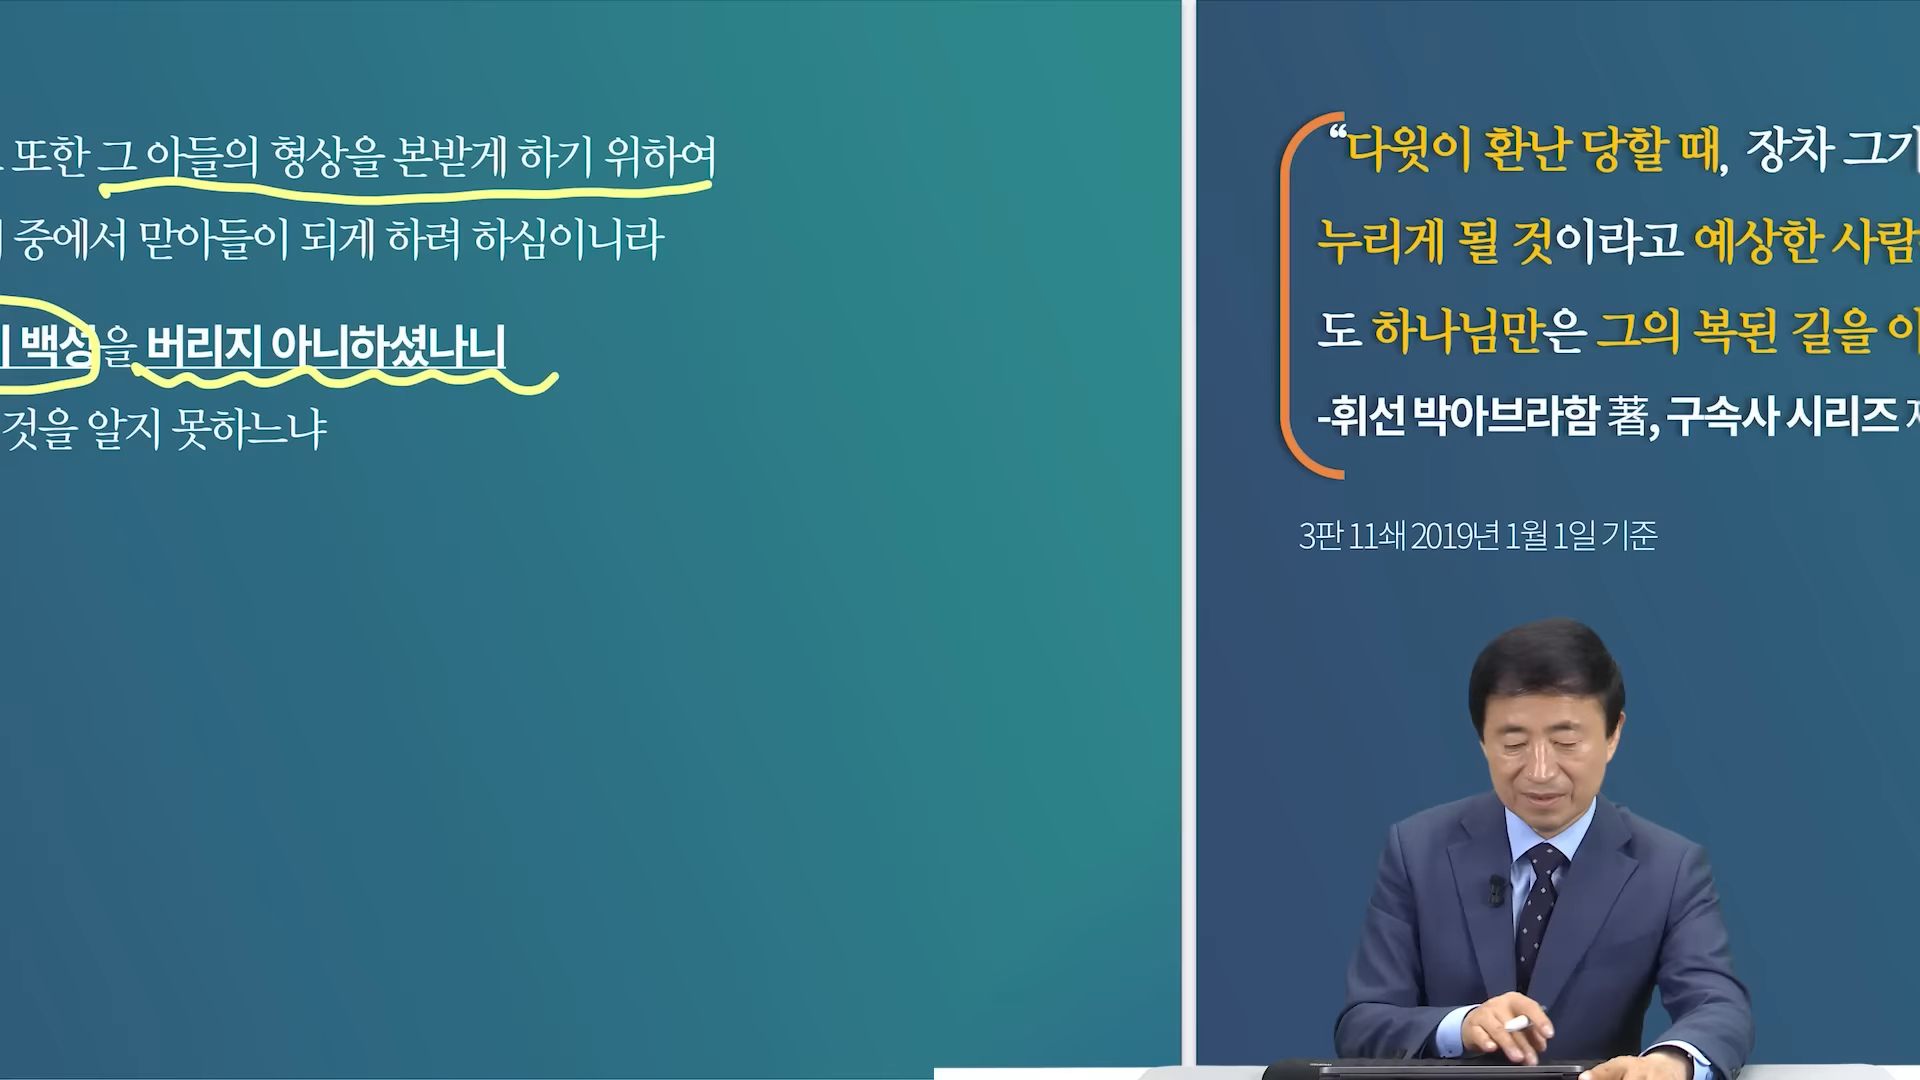 또한 그 아들의 형상을 본받게 하기 위하여
중에서 맏아들이 되게 하려 하심이니라
백성을 버리지 아니하셨나니
것을 알지 못하느냐
“다윗이 환난 당할 때, 장차 그가
누리게 될 것이라고 예상한 사람
도 하나님만은 그의 복된 길을
-휘선 박아브라함 著, 구속사 시리즈
3판 11쇄 2019년 1월 1일 기준